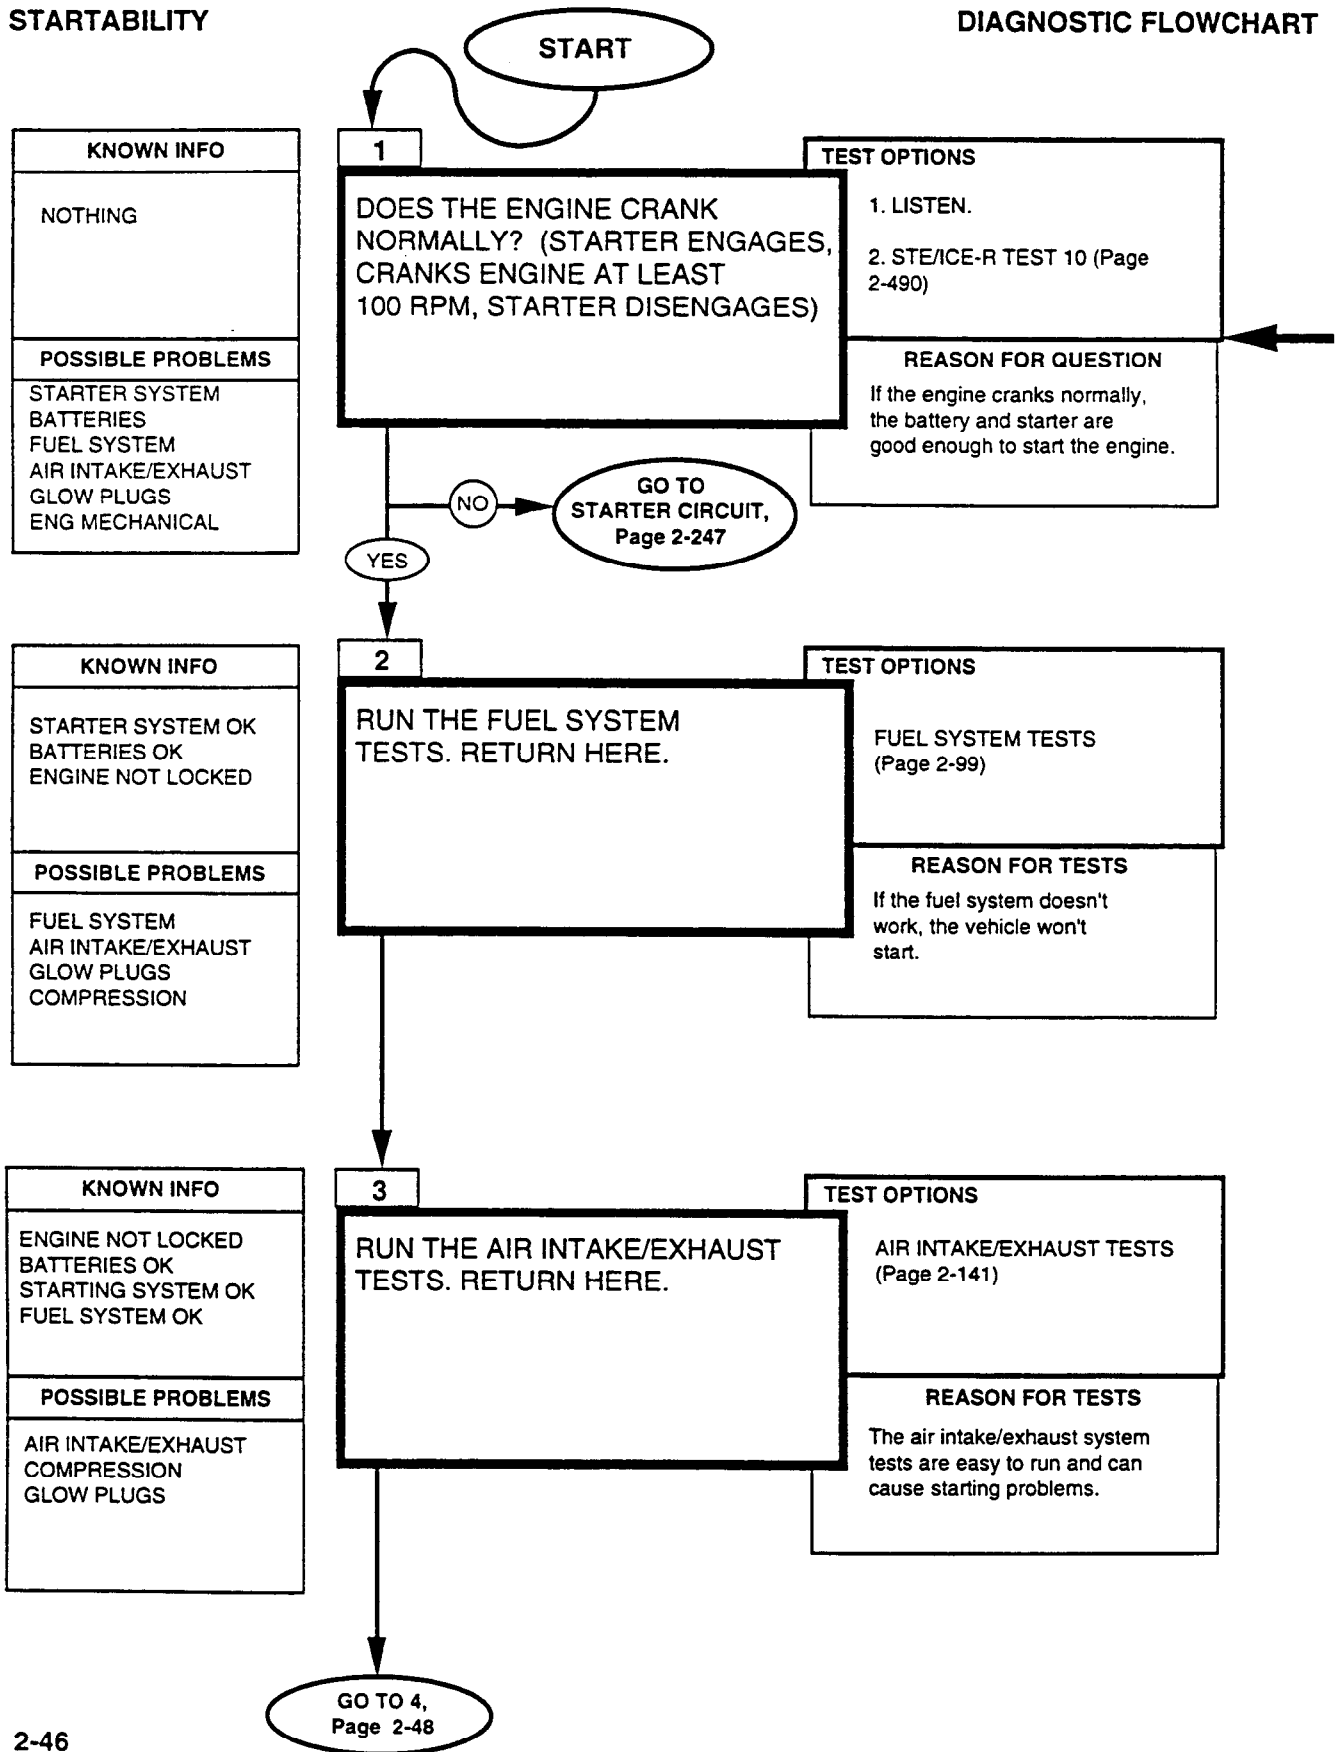 STARTABILITY
DIAGNOSTIC FLOWCHART
START
KNOWN INFO
NOTHING
POSSIBLE PROBLEMS
STARTER SYSTEM
BATTERIES
FUEL SYSTEM
AIR INTAKE/EXHAUST
GLOW PLUGS
ENG MECHANICAL
1
DOES THE ENGINE CRANK
NORMALLY? (STARTER ENGAGES,
CRANKS ENGINE AT LEAST
100 RPM, STARTER DISENGAGES)
TEST OPTIONS
1. LISTEN.
2. STE/ICE-R TEST 10 (Page
2-490)
REASON FOR QUESTION
If the engine cranks normally,
the battery and starter are
good enough to start the engine.
NO
GO TO
STARTER CIRCUIT,
Page 2-247
YES
KNOWN INFO
STARTER SYSTEM OK
BATTERIES OK
ENGINE NOT LOCKED
POSSIBLE PROBLEMS
FUEL SYSTEM
AIR INTAKE/EXHAUST
GLOW PLUGS
COMPRESSION
2
RUN THE FUEL SYSTEM
TESTS. RETURN HERE.
TEST OPTIONS
FUEL SYSTEM TESTS
(Page 2-99)
REASON FOR TESTS
If the fuel system doesn't
work, the vehicle won't
start.
KNOWN INFO
ENGINE NOT LOCKED
BATTERIES OK
STARTING SYSTEM OK
FUEL SYSTEM OK
POSSIBLE PROBLEMS
AIR INTAKE/EXHAUST
COMPRESSION
GLOW PLUGS
3
RUN THE AIR INTAKE/EXHAUST
TESTS. RETURN HERE.
TEST OPTIONS
AIR INTAKE/EXHAUST TESTS
(Page 2-141)
REASON FOR TESTS
The air intake/exhaust system
tests are easy to run and can
cause starting problems.
GO TO 4,
Page 2-48
2-46